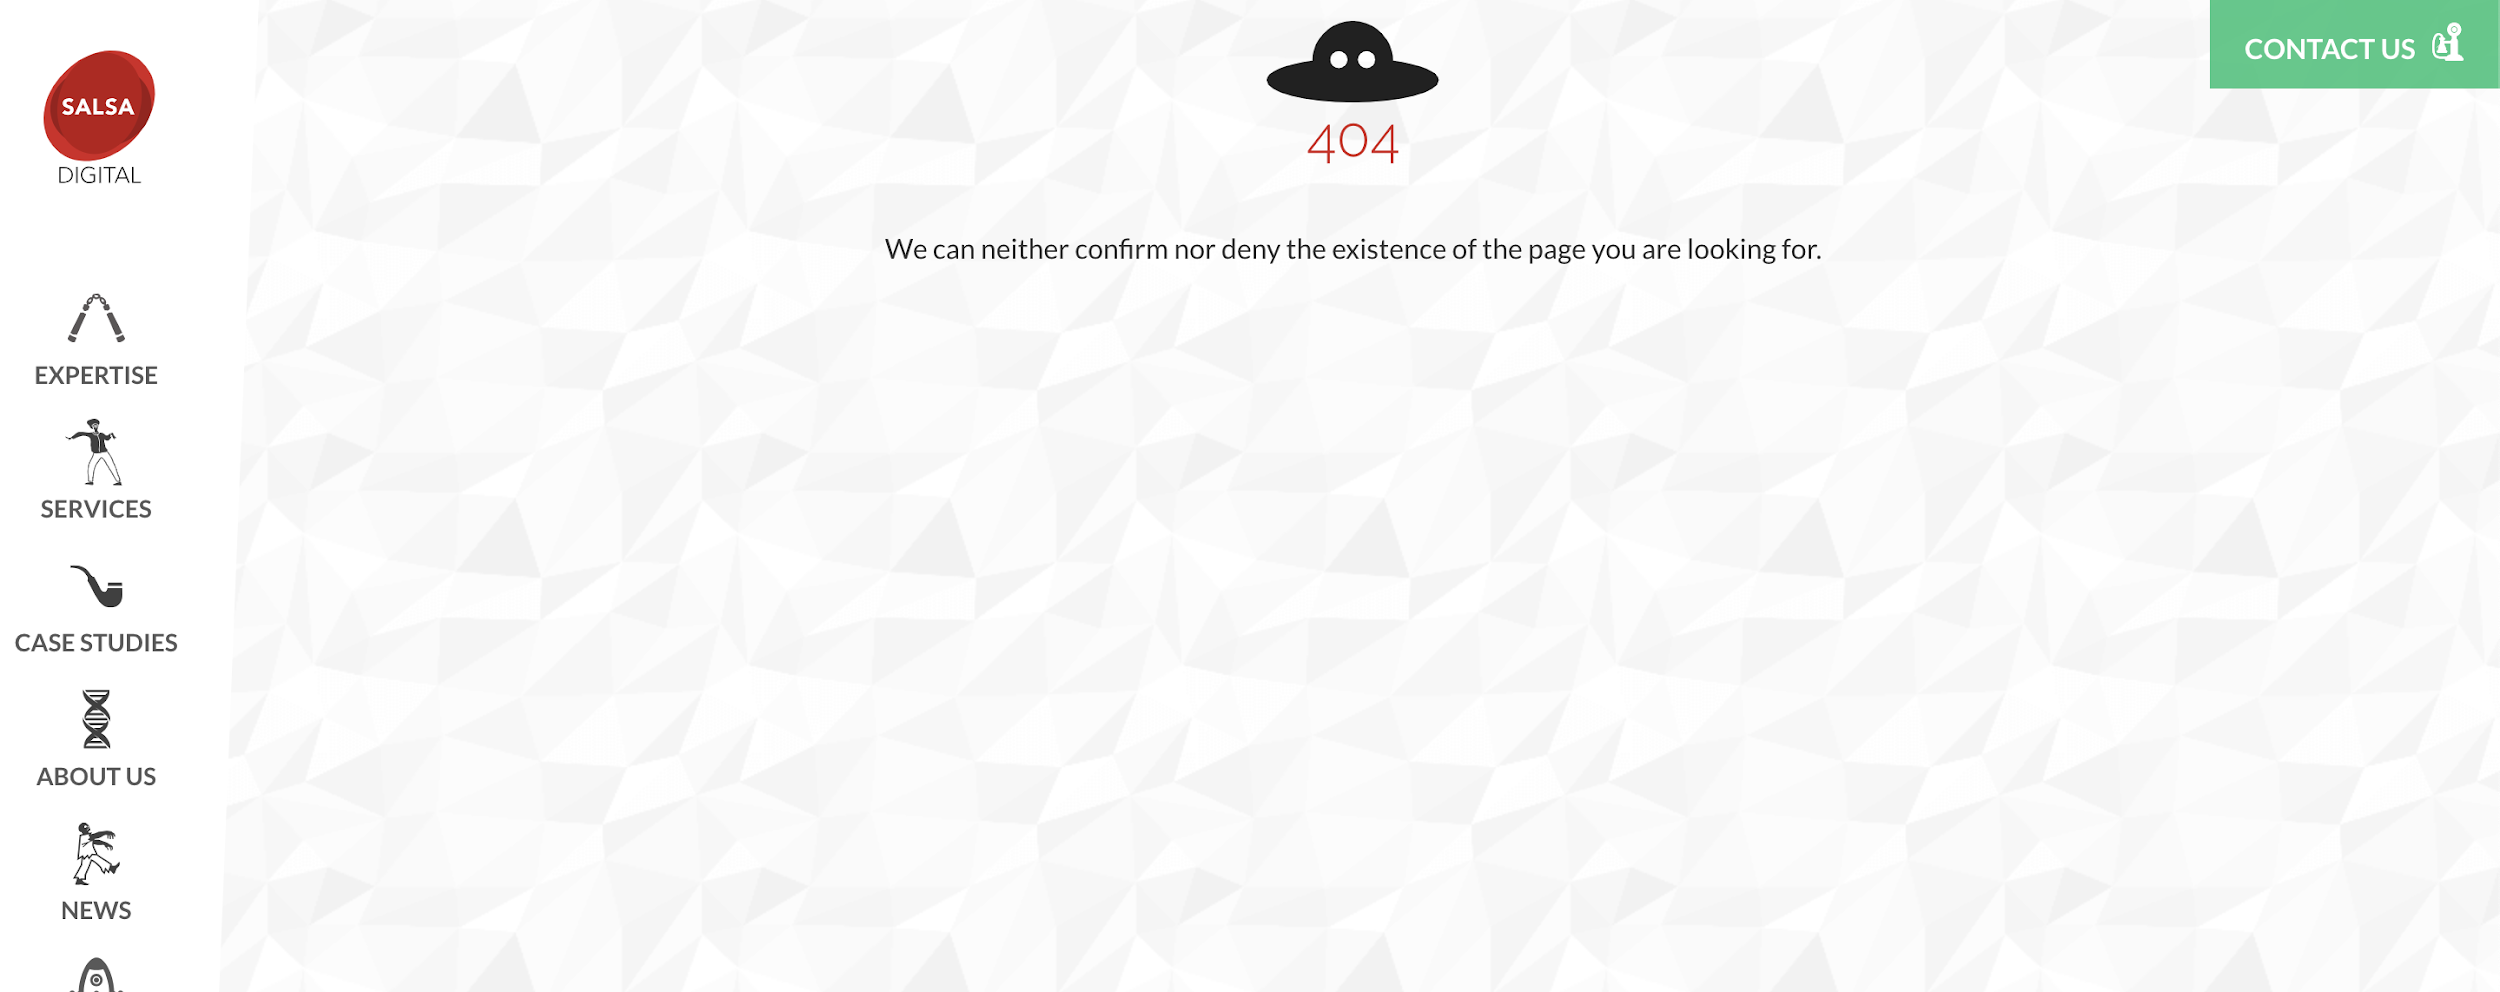 SALSA
DIGITAL
CONTACT US
404
We can neither confirm nor deny the existence of the page you are looking for.
EXPERTISE
SERVICES
CASE STUDIES
ABOUT US
NEWS